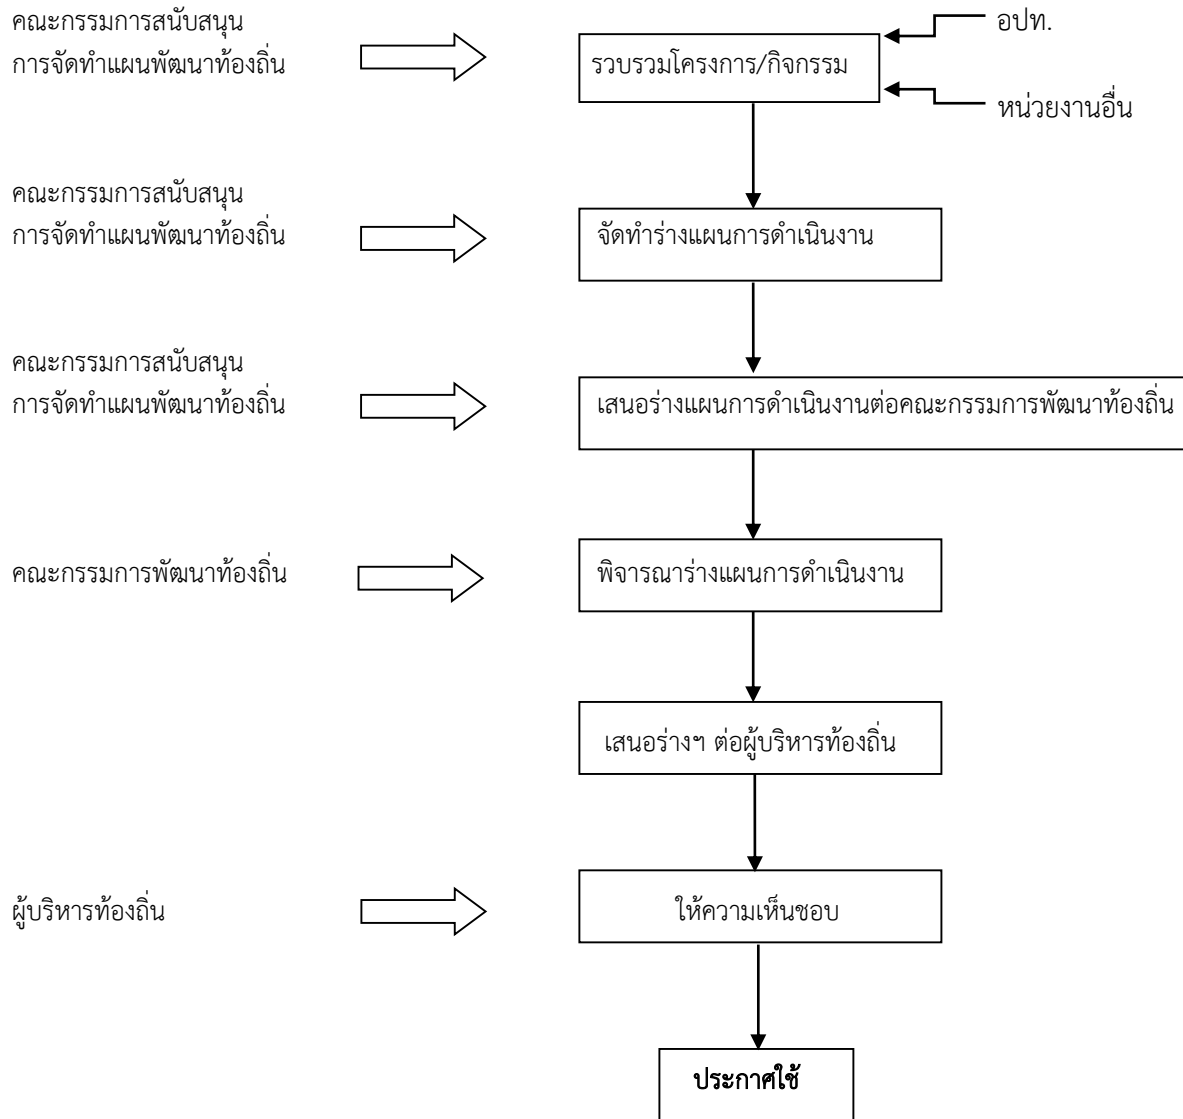 คณะกรรมการสนับสนุน
การจัดทำแผนพัฒนาท้องถิ่น
รวบรวมโครงการ/กิจกรรม
อปท.
หน่วยงานอื่น
คณะกรรมการสนับสนุน
การจัดทำแผนพัฒนาท้องถิ่น
จัดทำร่างแผนการดำเนินงาน
คณะกรรมการสนับสนุน
การจัดทำแผนพัฒนาท้องถิ่น
เสนอร่างแผนการดำเนินงานต่อคณะกรรมการพัฒนาท้องถิ่น
คณะกรรมการพัฒนาท้องถิ่น
พิจารณาร่างแผนการดำเนินงาน
เสนอร่างฯ ต่อผู้บริหารท้องถิ่น
ผู้บริหารท้องถิ่น
ให้ความเห็นชอบ
ประกาศใช้